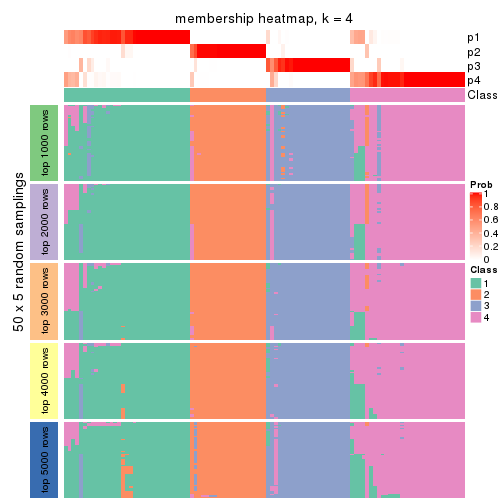 membership heatmap, k = 4
p1
p2
p3
p4
Class
50 x 5 random samplings
top 1000 rows
top 2000 rows
top 3000 rows
top 4000 rows
top 5000 rows
Prob
1
0.8
0.6
0.4
0.2
0
Class
1
2
3
4